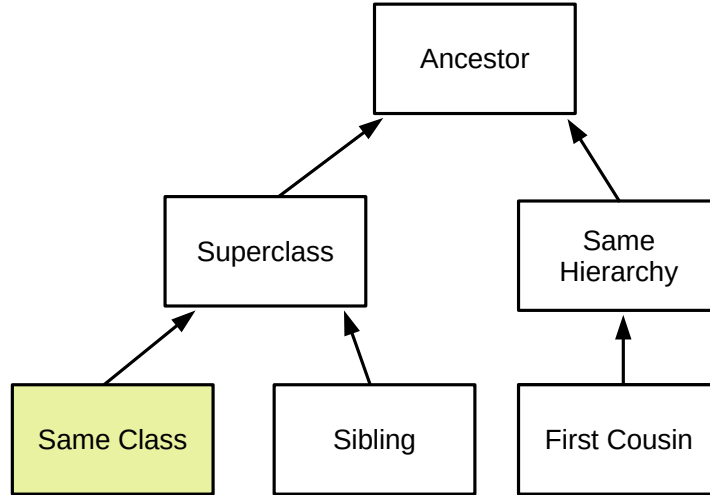 Ancestor
Superclass
Same
Hierarchy
Same Class
Sibling
First Cousin